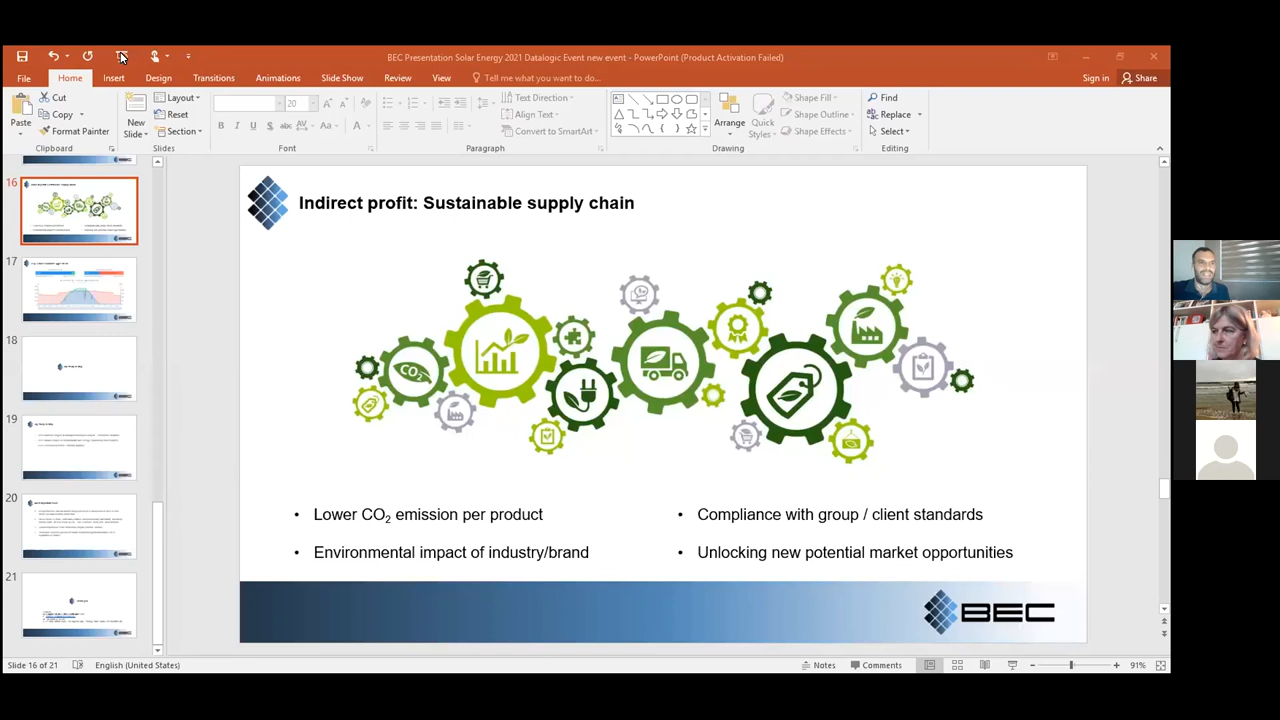 BEC Presentation Solar Energy 2021 Datalogic Event new event - PowerPoint (Product Activation Failed)
File Home Insert Design Transitions Animations Slide Show Review View Tell me what you want to do... Sign in Share
Paste
Cut
Copy
Format Painter
Clipboard
New Slide
Layout
Reset
Section
Slides
20
B I U S abc AV Aa A
Font
Paragraph
Text Direction
Align Text
Convert to SmartArt
Arrange
Quick Styles
Shape Fill
Shape Outline
Shape Effects
Drawing
Find
Replace
Select
Editing
16
17
18
19
20
21
Indirect profit: Sustainable supply chain
CO₂
• Lower CO₂ emission per product
• Environmental impact of industry/brand
• Compliance with group / client standards
• Unlocking new potential market opportunities
BEC
Slide 16 of 21 English (United States) Notes Comments 91%